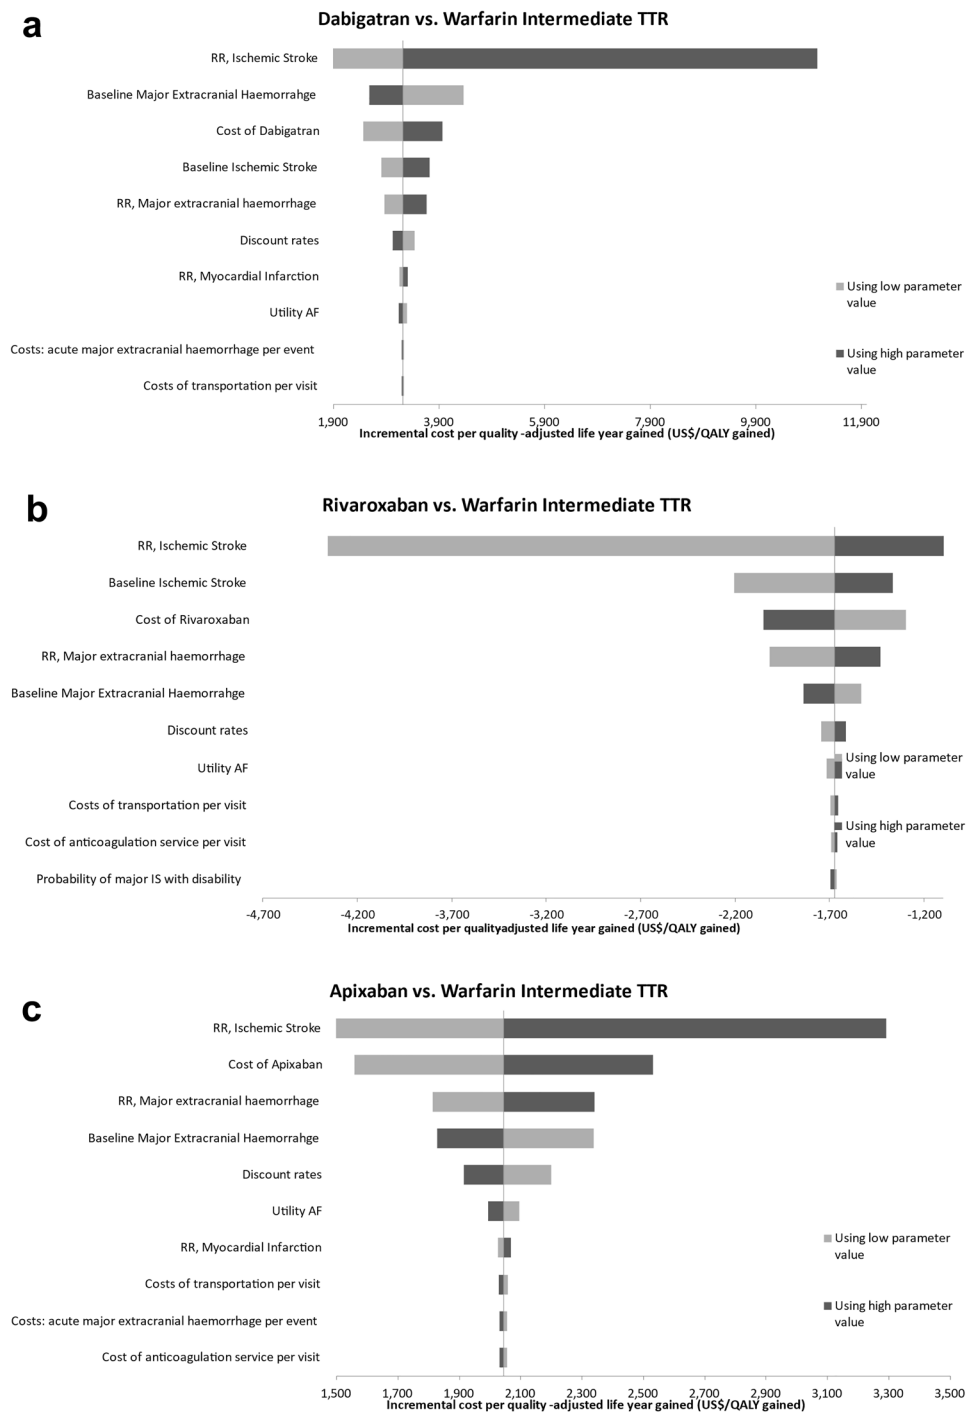 a
Dabigatran vs. Warfarin Intermediate TTR
RR, Ischemic Stroke
Baseline Major Extracranial Haemorrahge
Cost of Dabigatran
Baseline Ischemic Stroke
RR, Major extracranial haemorrhage
Discount rates
RR, Myocardial Infarction
Utility AF
Costs: acute major extracranial haemorrhage per event
Costs of transportation per visit
Using low parameter
value
Using high parameter
value
1,900 3,900 5,900 7,900 9,900 11,900
Incremental cost per quality -adjusted life year gained (US$/QALY gained)
b
Rivaroxaban vs. Warfarin Intermediate TTR
RR, Ischemic Stroke
Baseline Ischemic Stroke
Cost of Rivaroxaban
RR, Major extracranial haemorrhage
Baseline Major Extracranial Haemorrahge
Discount rates
Utility AF
Costs of transportation per visit
Cost of anticoagulation service per visit
Probability of major IS with disability
Using low parameter
value
Using high parameter
value
-4,700 -4,200 -3,700 -3,200 -2,700 -2,200 -1,700 -1,200
Incremental cost per qualityadjusted life year gained (US$/QALY gained)
c
Apixaban vs. Warfarin Intermediate TTR
RR, Ischemic Stroke
Cost of Apixaban
RR, Major extracranial haemorrhage
Baseline Major Extracranial Haemorrahge
Discount rates
Utility AF
RR, Myocardial Infarction
Costs of transportation per visit
Costs: acute major extracranial haemorrhage per event
Cost of anticoagulation service per visit
Using low parameter
value
Using high parameter
value
1,500 1,700 1,900 2,100 2,300 2,500 2,700 2,900 3,100 3,300 3,500
Incremental cost per quality -adjusted life year gained (US$/QALY gained)